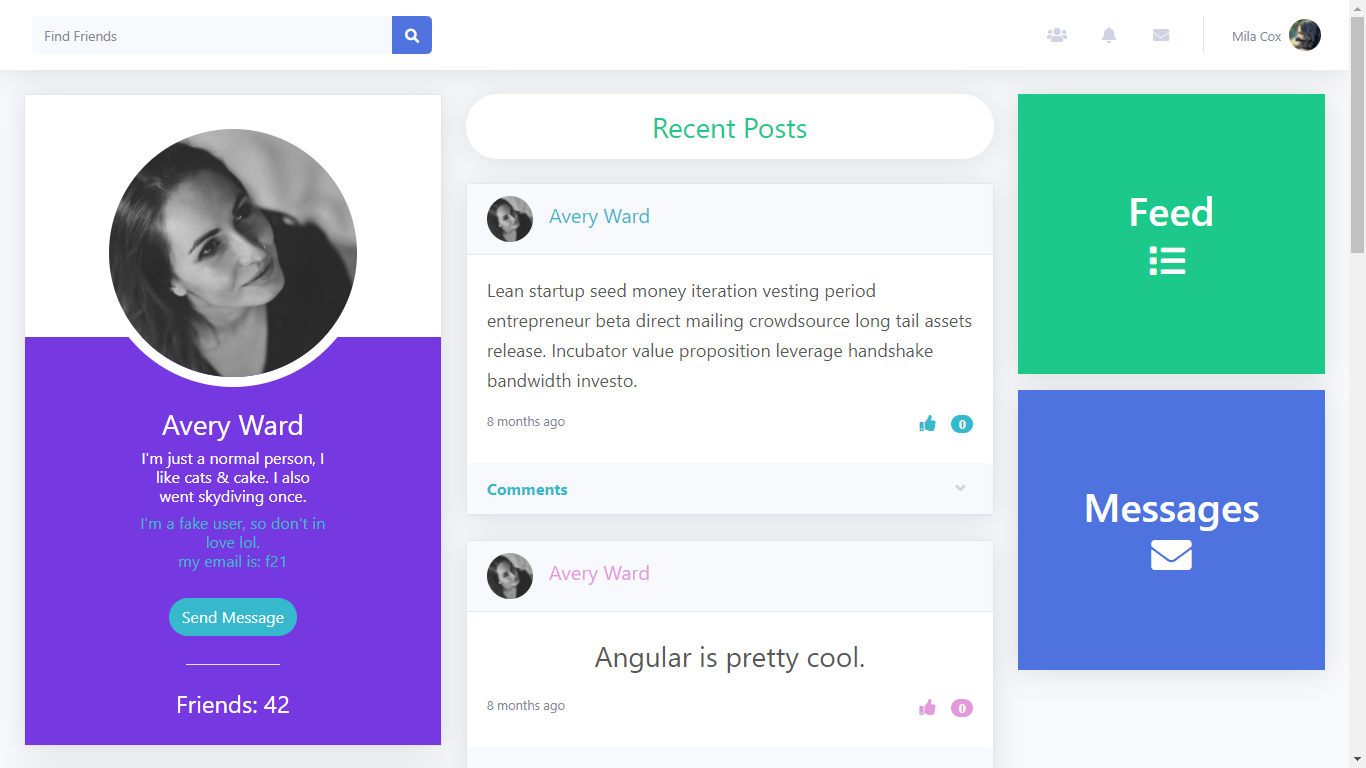 Find Friends
Mila Cox
Avery Ward
I'm just a normal person, I
like cats & cake. I also
went skydiving once.
I'm a fake user, so don't in
love lol.
my email is: f21
Send Message
Friends: 42
Recent Posts
Avery Ward
Lean startup seed money iteration vesting period
entrepreneur beta direct mailing crowdsource long tail assets
release. Incubator value proposition leverage handshake
bandwidth investo.
8 months ago
0
Comments
Avery Ward
Angular is pretty cool.
8 months ago
0
Feed
Messages